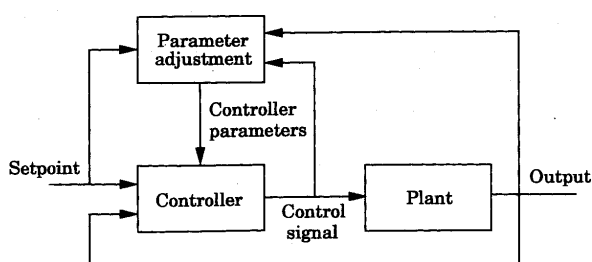 Parameter
adjustment
Controller
parameters
Setpoint
Controller
Control
signal
Plant
Output